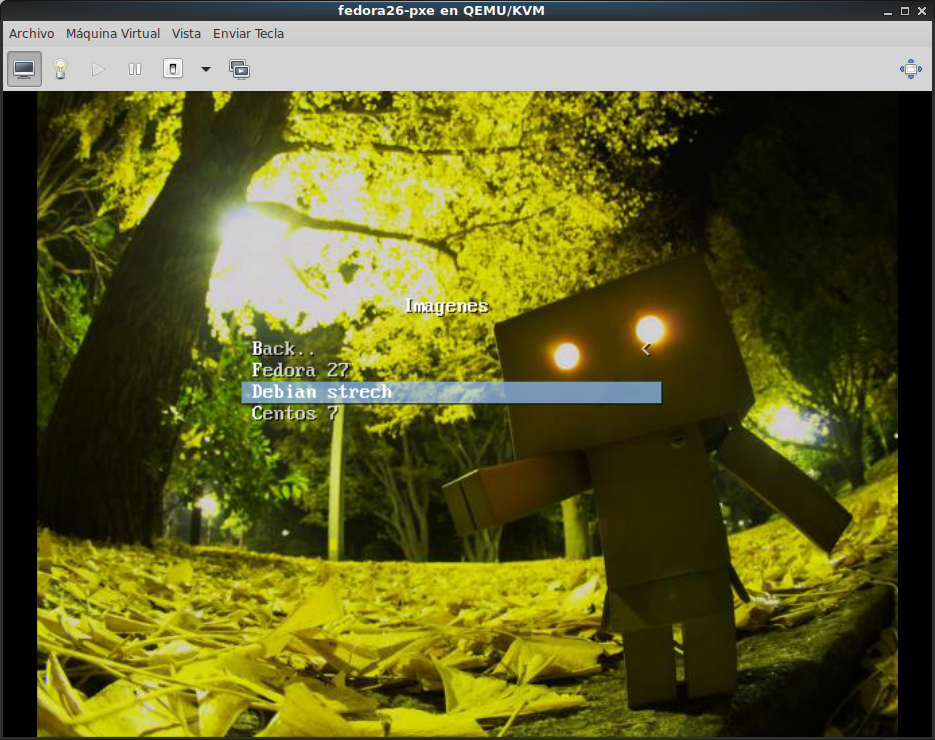 fedora26-pxe en QEMU/KVM
Archivo Máquina Virtual Vista Enviar Tecla
Imagenes
Back.. <
Fedora 27
Debian strech
Centos 7